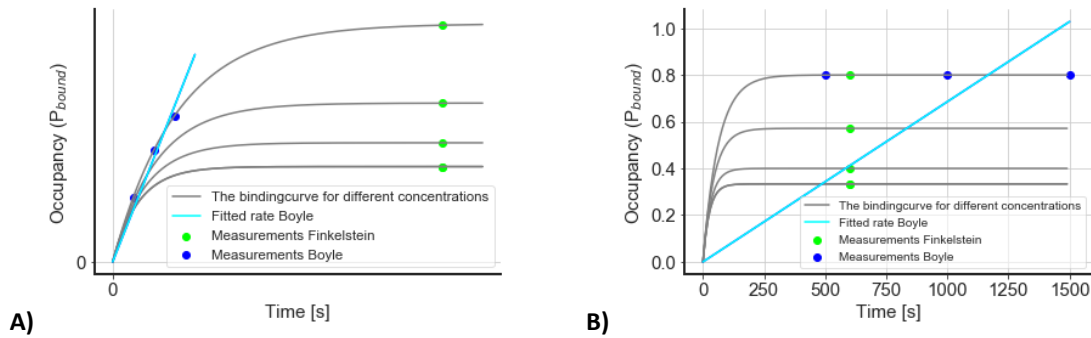 Occupancy (P_bound)
0
0
Time [s]
The bindingcurve for different concentrations
Fitted rate Boyle
Measurements Finkelstein
Measurements Boyle
A)
Occupancy (P_bound)
1.0
0.8
0.6
0.4
0.2
0.0
0 250 500 750 1000 1250 1500
Time [s]
The bindingcurve for different concentrations
Fitted rate Boyle
Measurements Finkelstein
Measurements Boyle
B)